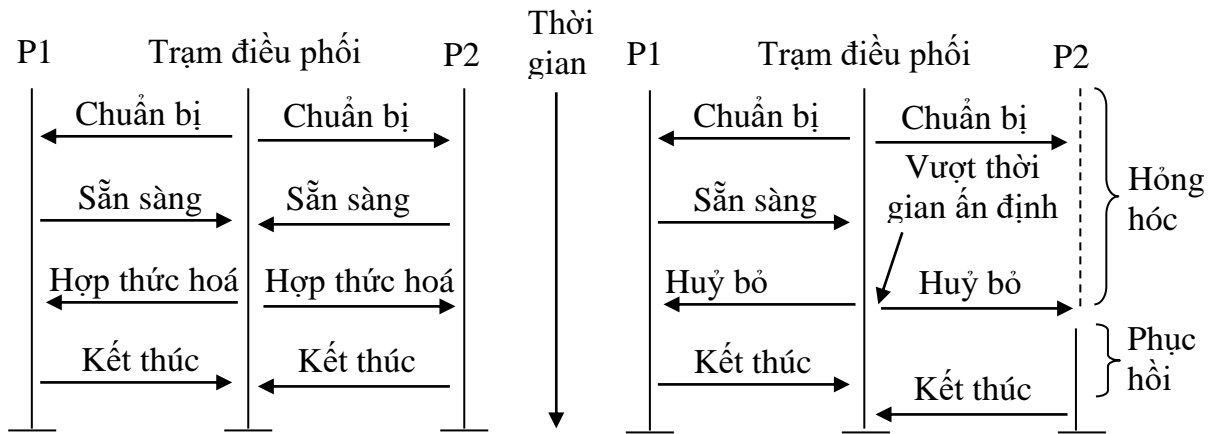 P1 Trạm điều phối P2
Chuẩn bị Chuẩn bị
Sẵn sàng Sẵn sàng
Hợp thức hoá Hợp thức hoá
Kết thúc Kết thúc
Thời
gian
P1 Trạm điều phối P2
Chuẩn bị Chuẩn bị
Vượt thời
gian ấn định
Sẵn sàng
Hỏng
hóc
Huỷ bỏ Huỷ bỏ
Kết thúc
Kết thúc
Phục
hồi